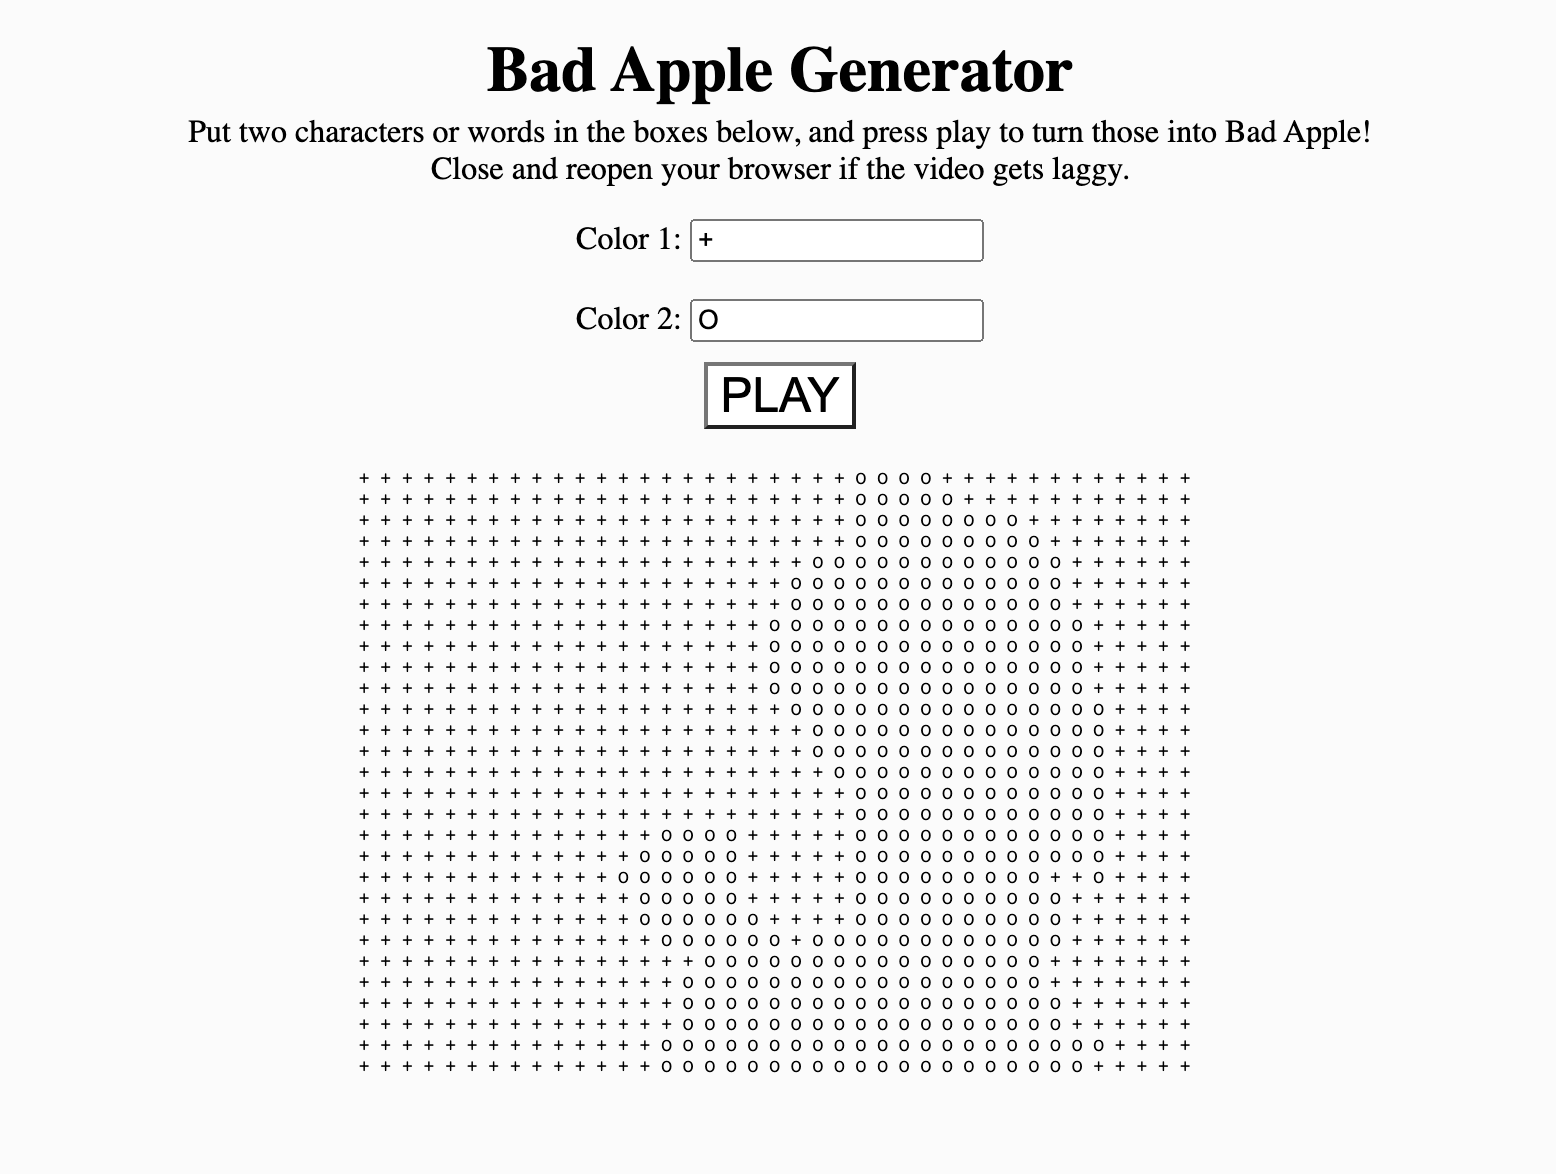 Bad Apple Generator
Put two characters or words in the boxes below, and press play to turn those into Bad Apple!
Close and reopen your browser if the video gets laggy.
Color 1: +
Color 2: O
PLAY
+ + + + + + + + + + + + + + + + + + + + + + + O O O O + + + + + + + + + + + +
+ + + + + + + + + + + + + + + + + + + + + + + O O O O O + + + + + + + + + + +
+ + + + + + + + + + + + + + + + + + + + + + + O O O O O O O O + + + + + + + +
+ + + + + + + + + + + + + + + + + + + + + + + O O O O O O O O O + + + + + + +
+ + + + + + + + + + + + + + + + + + + + + O O O O O O O O O O O O + + + + + +
+ + + + + + + + + + + + + + + + + + + + O O O O O O O O O O O O O + + + + + +
+ + + + + + + + + + + + + + + + + + + + O O O O O O O O O O O O O + + + + + +
+ + + + + + + + + + + + + + + + + + + O O O O O O O O O O O O O O O + + + + +
+ + + + + + + + + + + + + + + + + + + O O O O O O O O O O O O O O O + + + + +
+ + + + + + + + + + + + + + + + + + + O O O O O O O O O O O O O O O + + + + +
+ + + + + + + + + + + + + + + + + + + O O O O O O O O O O O O O O O + + + + +
+ + + + + + + + + + + + + + + + + + + + O O O O O O O O O O O O O O O + + + +
+ + + + + + + + + + + + + + + + + + + + + O O O O O O O O O O O O O O + + + +
+ + + + + + + + + + + + + + + + + + + + + O O O O O O O O O O O O O O + + + +
+ + + + + + + + + + + + + + + + + + + + + + O O O O O O O O O O O O O + + + +
+ + + + + + + + + + + + + + + + + + + + + + + O O O O O O O O O O O O + + + +
+ + + + + + + + + + + + + + + + + + + + + + + O O O O O O O O O O O O + + + +
+ + + + + + + + + + + + + + O O O O + + + + + O O O O O O O O O O O O + + + +
+ + + + + + + + + + + + + O O O O O + + + + + O O O O O O O O O O O O + + + +
+ + + + + + + + + + + + O O O O O O + + + + + O O O O O O O O O + + O + + + +
+ + + + + + + + + + + + + O O O O O + + + + + O O O O O O O O O O + + + + + +
+ + + + + + + + + + + + + O O O O O O + + + + O O O O O O O O O O + + + + + +
+ + + + + + + + + + + + + + O O O O O O + O O O O O O O O O O O O + + + + + +
+ + + + + + + + + + + + + + + + O O O O O O O O O O O O O O O O + + + + + + +
+ + + + + + + + + + + + + + + O O O O O O O O O O O O O O O O O + + + + + + +
+ + + + + + + + + + + + + + + O O O O O O O O O O O O O O O O O O + + + + + +
+ + + + + + + + + + + + + + + O O O O O O O O O O O O O O O O O O + + + + + +
+ + + + + + + + + + + + + + O O O O O O O O O O O O O O O O O O O O O + + + +
+ + + + + + + + + + + + + + O O O O O O O O O O O O O O O O O O O O + + + + +